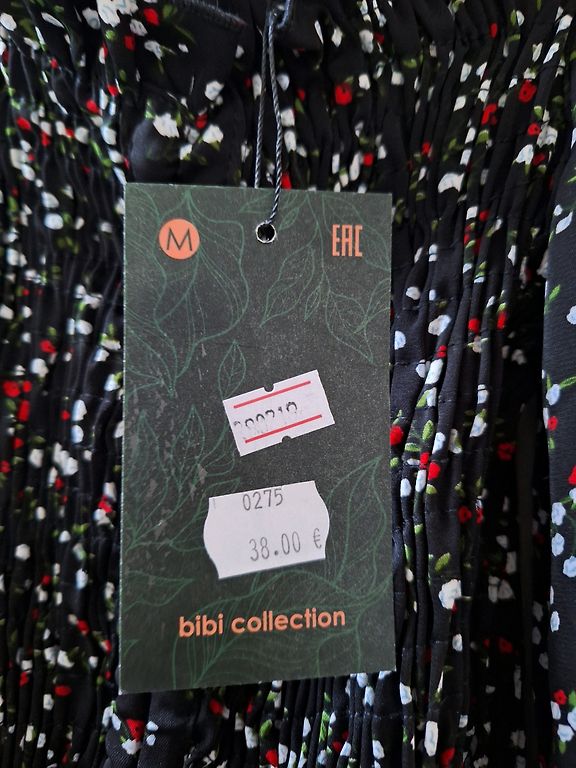 M
EAC
0275
38.00 €
bibi collection